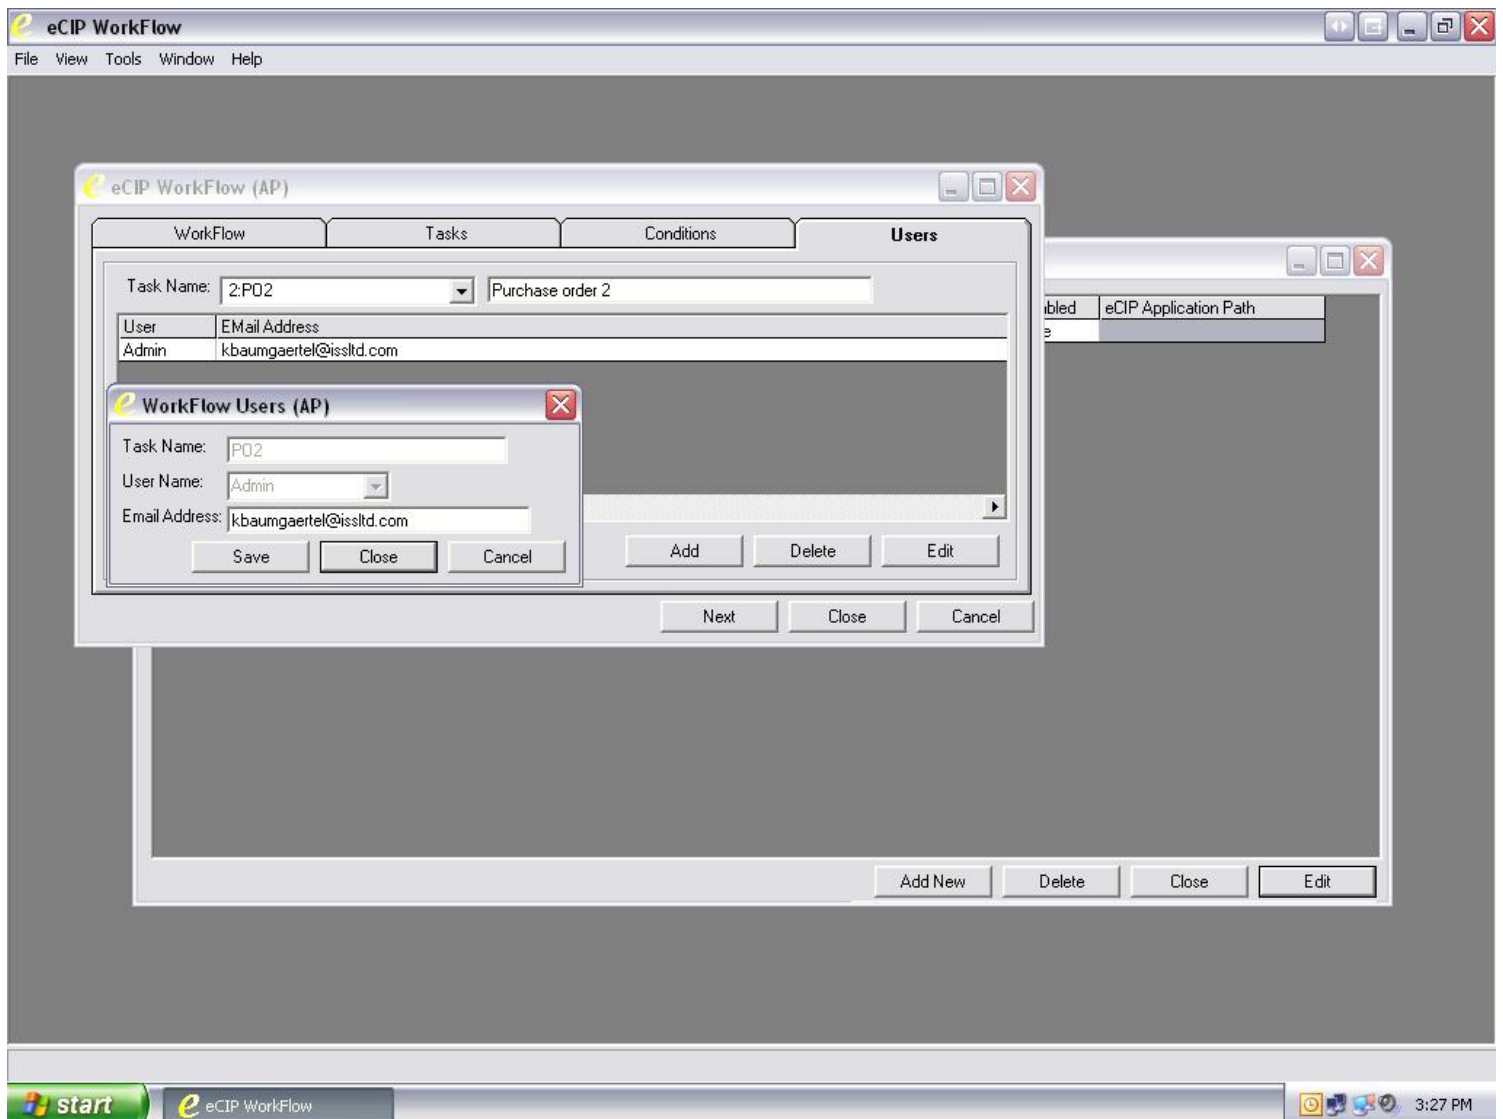 eCIP WorkFlow
File View Tools Window Help
eCIP WorkFlow (AP)
WorkFlow Tasks Conditions Users
Task Name: 2:PO2 Purchase order 2
User EMail Address
Admin kbaumgaertel@issltd.com
bled eCIP Application Path
e
WorkFlow Users (AP)
Task Name: PO2
User Name: Admin
Email Address: kbaumgaertel@issltd.com
Save Close Cancel
Add Delete Edit
Next Close Cancel
Add New Delete Close Edit
start eCIP WorkFlow 3:27 PM